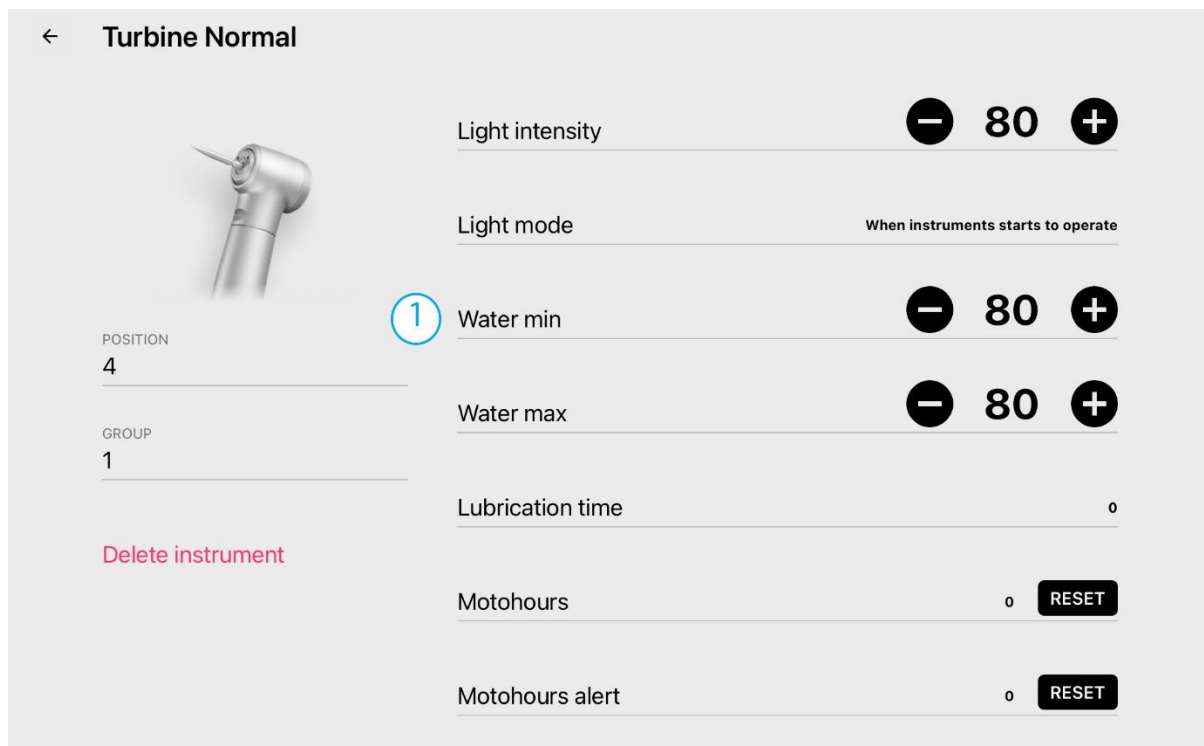 Turbine Normal
POSITION
4
GROUP
1
Delete instrument
Light intensity 80
Light mode When instruments starts to operate
1
Water min 80
Water max 80
Lubrication time 0
Motohours 0 RESET
Motohours alert 0 RESET